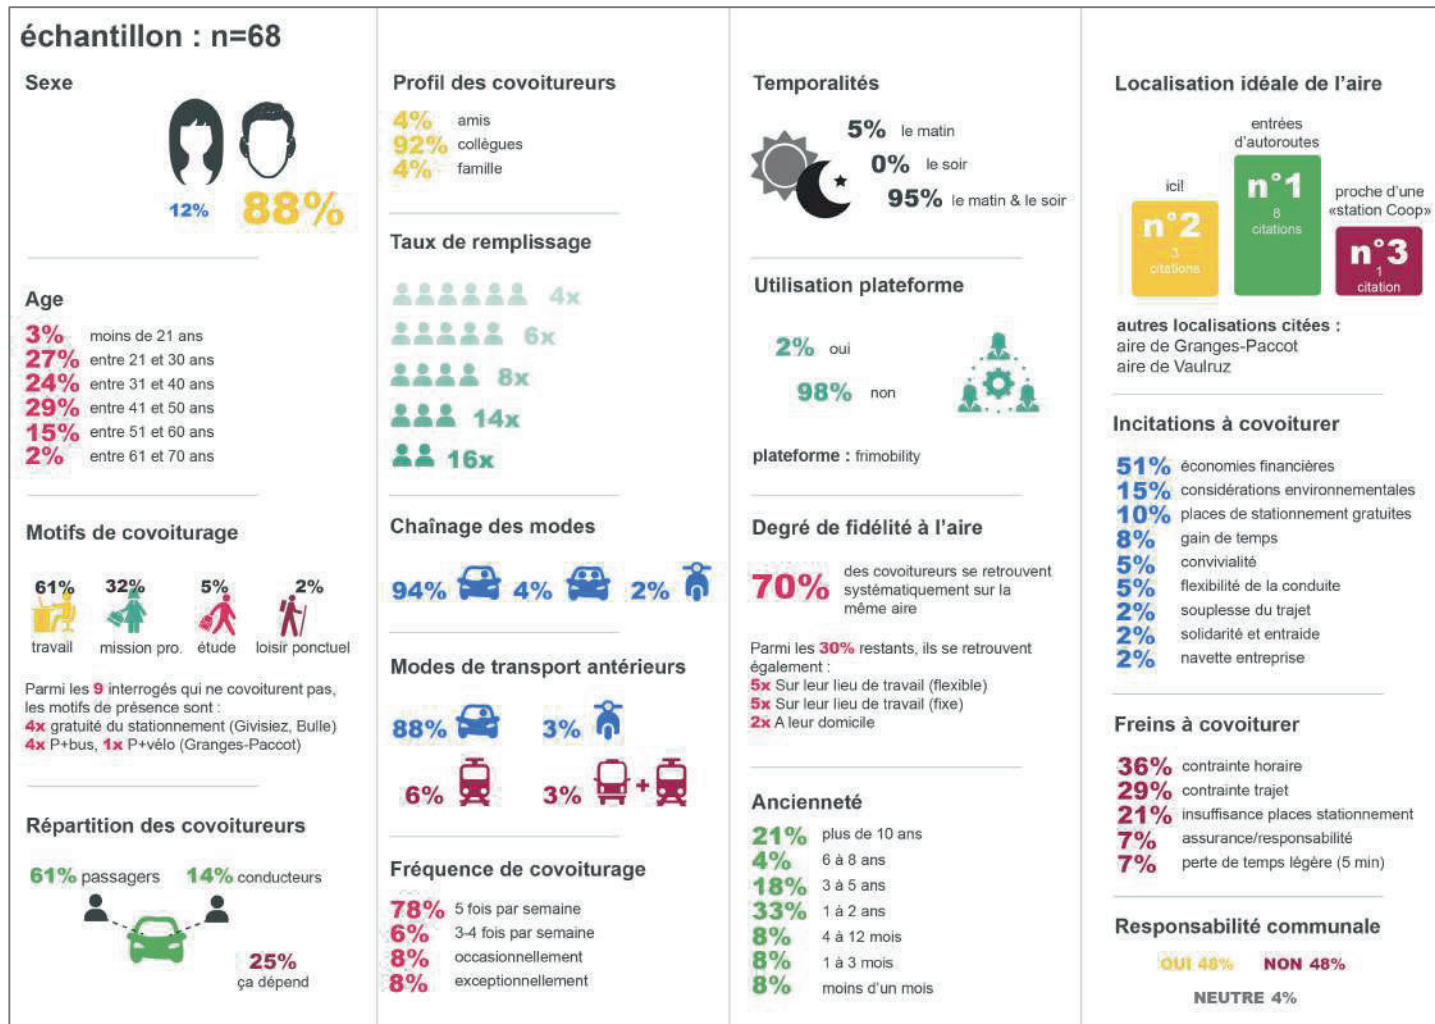 échantillon : n=68
Sexe
12%
88%
Age
3% moins de 21 ans
27% entre 21 et 30 ans
24% entre 31 et 40 ans
29% entre 41 et 50 ans
15% entre 51 et 60 ans
2% entre 61 et 70 ans
Motifs de covoiturage
61% 32% 5% 2%
travail mission pro. étude loisir ponctuel
Parmi les 9 interrogés qui ne covoiturent pas,
les motifs de présence sont :
4x gratuité du stationnement (Givisiez, Bulle)
4x P+bus, 1x P+vélo (Granges-Paccot)
Répartition des covoitureurs
61% passagers 14% conducteurs
25%
ça dépend
Profil des covoitureurs
4% amis
92% collègues
4% famille
Taux de remplissage
4x
6x
8x
14x
16x
Chaînage des modes
94% 4% 2%
Modes de transport antérieurs
88% 3%
6% 3% +
Fréquence de covoiturage
78% 5 fois par semaine
6% 3-4 fois par semaine
8% occasionnellement
8% exceptionnellement
Temporalités
5% le matin
0% le soir
95% le matin & le soir
Utilisation plateforme
2% oui
98% non
plateforme : frimobility
Degré de fidélité à l'aire
70% des covoitureurs se retrouvent
systématiquement sur la
même aire
Parmi les 30% restants, ils se retrouvent
également :
5x Sur leur lieu de travail (flexible)
5x Sur leur lieu de travail (fixe)
2x A leur domicile
Ancienneté
21% plus de 10 ans
4% 6 à 8 ans
18% 3 à 5 ans
33% 1 à 2 ans
8% 4 à 12 mois
8% 1 à 3 mois
8% moins d'un mois
Localisation idéale de l'aire
entrées
d'autoroutes
n°1
8
citations
ici!
n°2
3
citations
proche d'une
«station Coop»
n°3
1
citation
autres localisations citées :
aire de Granges-Paccot
aire de Vaulruz
Incitations à covoiturer
51% économies financières
15% considérations environnementales
10% places de stationnement gratuites
8% gain de temps
5% convivialité
5% flexibilité de la conduite
2% souplesse du trajet
2% solidarité et entraide
2% navette entreprise
Freins à covoiturer
36% contrainte horaire
29% contrainte trajet
21% insuffisance places stationnement
7% assurance/responsabilité
7% perte de temps légère (5 min)
Responsabilité communale
OUI 48% NON 48%
NEUTRE 4%